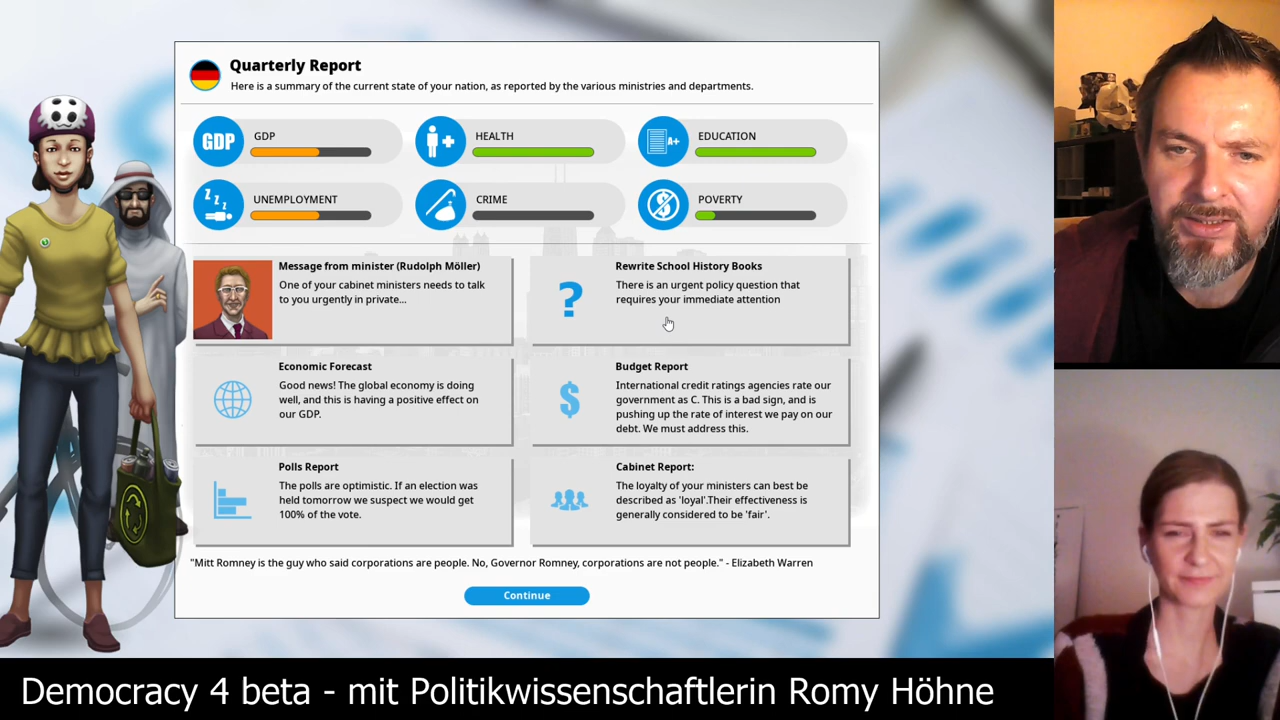 Quarterly Report
Here is a summary of the current state of your nation, as reported by the various ministries and departments.
GDP
GDP
HEALTH
A+
EDUCATION
Z Z Z
UNEMPLOYMENT
CRIME
$
POVERTY
Message from minister (Rudolph Möller)
One of your cabinet ministers needs to talk
to you urgently in private...
?
Rewrite School History Books
There is an urgent policy question that
requires your immediate attention
Economic Forecast
Good news! The global economy is doing
well, and this is having a positive effect on
our GDP.
$
Budget Report
International credit ratings agencies rate our
government as C. This is a bad sign, and is
pushing up the rate of interest we pay on our
debt. We must address this.
Polls Report
The polls are optimistic. If an election was
held tomorrow we suspect we would get
100% of the vote.
Cabinet Report:
The loyalty of your ministers can best be
described as 'loyal'.Their effectiveness is
generally considered to be 'fair'.
"Mitt Romney is the guy who said corporations are people. No, Governor Romney, corporations are not people." - Elizabeth Warren
Continue
Democracy 4 beta - mit Politikwissenschaftlerin Romy Höhne